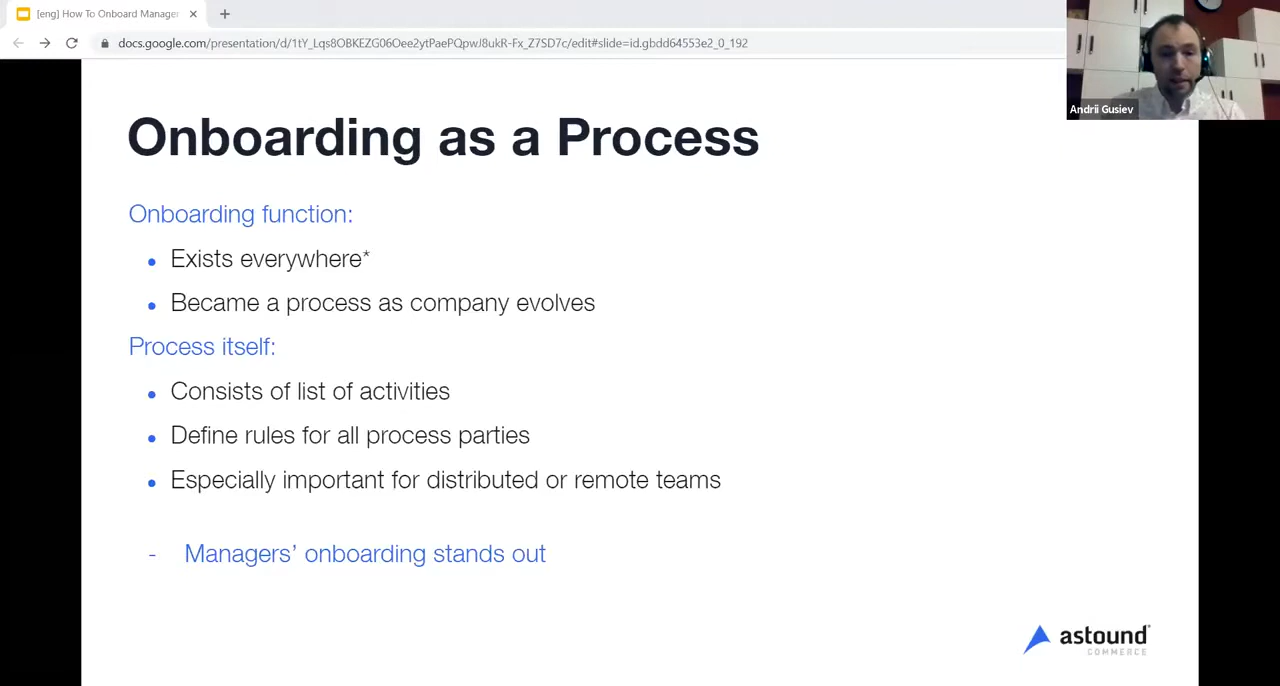 [eng] How To Onboard Manager
docs.google.com/presentation/d/1tY_Lqs8OBKEZG06Oee2ytPaePQpwJ8ukR-Fx_Z7SD7c/edit#slide=id.gbdd64553e2_0_192
Andrii Gusiev
Onboarding as a Process
Onboarding function:
• Exists everywhere*
• Became a process as company evolves
Process itself:
• Consists of list of activities
• Define rules for all process parties
• Especially important for distributed or remote teams
- Managers’ onboarding stands out
astound
COMMERCE